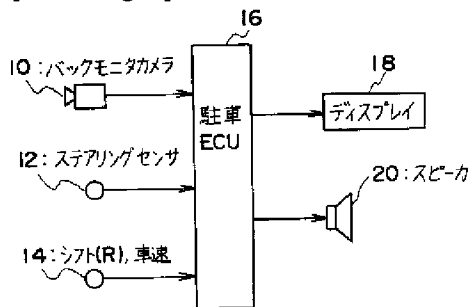 16
10:バックモニタカメラ
18
駐車
ECU
ディスプレイ
12:ステアリングセンサ
20:スピーカ
14:シフト(R),車速